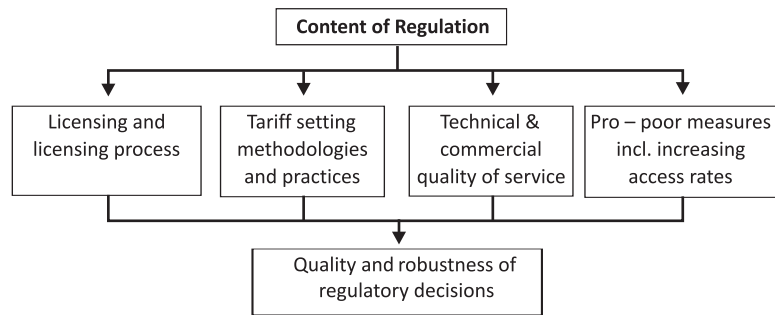 Content of Regulation
Licensing and
licensing process
Tariff setting
methodologies
and practices
Technical &
commercial
quality of service
Pro – poor measures
incl. increasing
access rates
Quality and robustness of
regulatory decisions